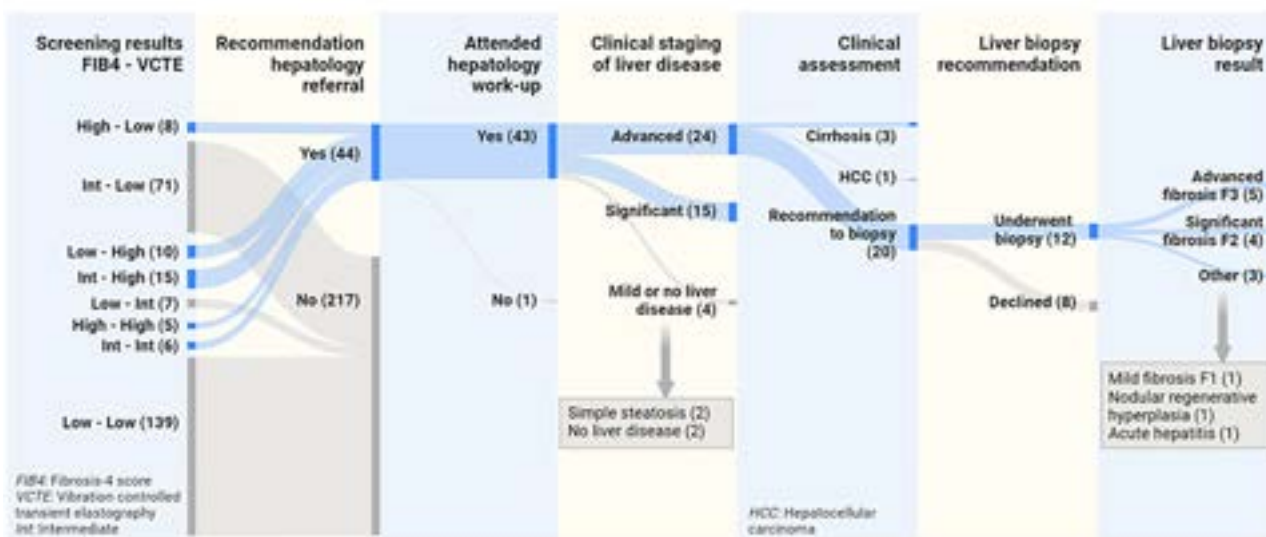 Screening results
FIB4 - VCTE
Recommendation
hepatology
referral
Attended
hepatology
work-up
Clinical staging
of liver disease
Clinical
assessment
Liver biopsy
recommendation
Liver biopsy
result
High - Low (8)
Int - Low (71)
Low - High (10)
Int - High (15)
Low - Int (7)
High - High (5)
Int - Int (6)
Low - Low (139)
FIB4: Fibrosis-4 score
VCTE: Vibration controlled
transient elastography
Int: Intermediate
Yes (44)
No (217)
Yes (43)
No (1)
Advanced (24)
Significant (15)
Mild or no liver
disease (4)
Simple steatosis (2)
No liver disease (2)
Cirrhosis (3)
HCC (1)
Recommendation
to biopsy
(20)
HCC: Hepatocellular
carcinoma
Underwent
biopsy (12)
Declined (8)
Advanced
fibrosis F3 (5)
Significant
fibrosis F2 (4)
Other (3)
Mild fibrosis F1 (1)
Nodular regenerative
hyperplasia (1)
Acute hepatitis (1)